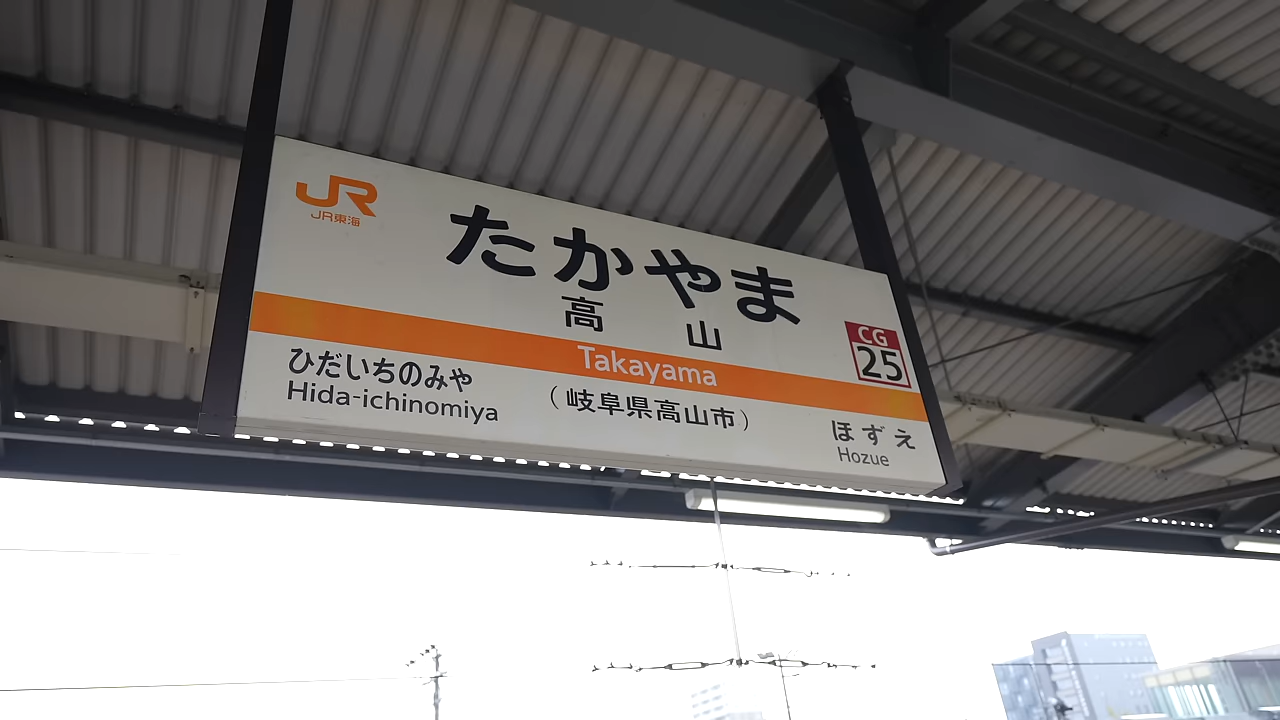 JR
JR東海
たかやま
高山
CG
25
Takayama
ひだいちのみや
Hida-ichinomiya
（岐阜県高山市）
ほずえ
Hozue